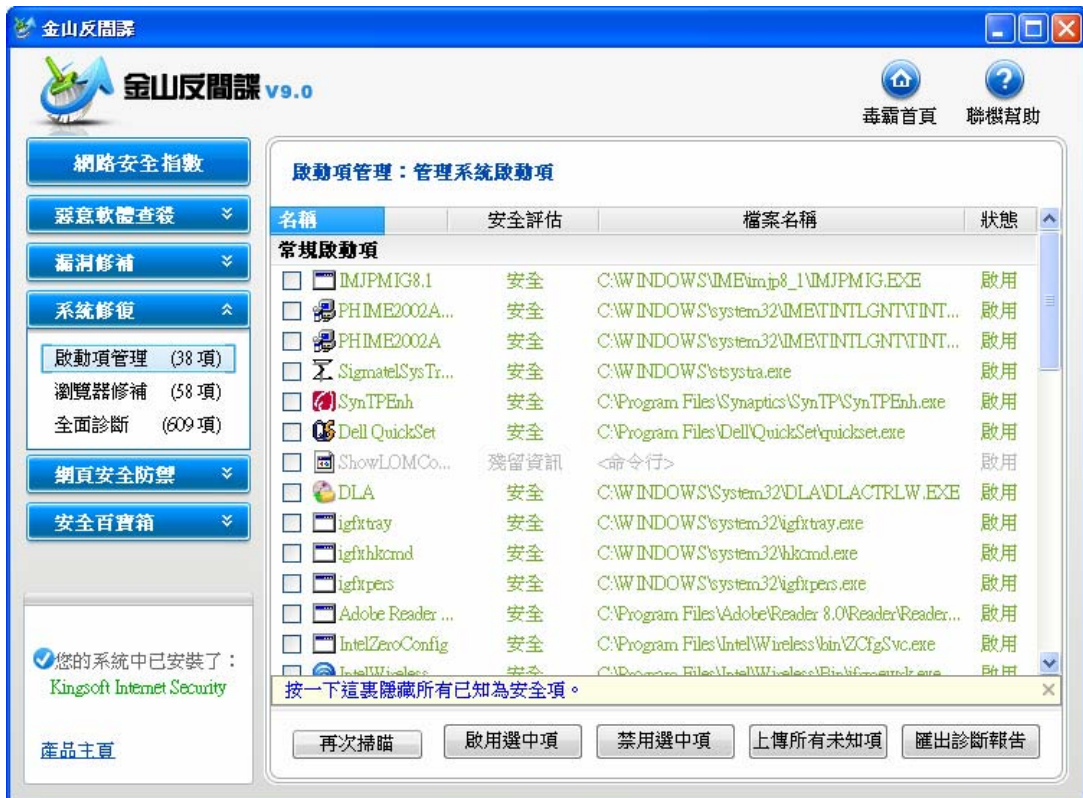 金山反間諜
金山反間諜 V9.0
毒霸首頁 聯機幫助
網路安全指數
惡意軟體查殺
漏洞修補
系統修復
啟動項管理 (38 項)
瀏覽器修補 (58 項)
全面診斷 (609 項)
網頁安全防禦
安全百寶箱
您的系統中已安裝了：
Kingsoft Internet Security
產品主頁
啟動項管理：管理系統啟動項
名稱 安全評估 檔案名稱 狀態
常規啟動項
IMJPMIG8.1 安全 C:\WINDOWS\IME\imjp8_1\IMJPMIG.EXE 啟用
PHIME2002A... 安全 C:\WINDOWS\system32\IME\TINTLGNT\TINT... 啟用
PHIME2002A 安全 C:\WINDOWS\system32\IME\TINTLGNT\TINT... 啟用
SigmatelSysTr... 安全 C:\WINDOWS\stsystra.exe 啟用
SynTPEnh 安全 C:\Program Files\Synaptics\SynTP\SynTPEnh.exe 啟用
Dell QuickSet 安全 C:\Program Files\Dell\QuickSet\quickset.exe 啟用
ShowLOMCo... 殘留資訊 <命令行> 啟用
DLA 安全 C:\WINDOWS\System32\DLA\DLACTRLW.EXE 啟用
igfxtray 安全 C:\WINDOWS\system32\igfxtray.exe 啟用
igfxhkcmd 安全 C:\WINDOWS\system32\hkcmd.exe 啟用
igfxpers 安全 C:\WINDOWS\system32\igfxpers.exe 啟用
Adobe Reader ... 安全 C:\Program Files\Adobe\Reader 8.0\Reader\Reader... 啟用
IntelZeroConfig 安全 C:\Program Files\Intel\Wireless\bin\ZCfgSvc.exe 啟用
IntelWireless 安全 C:\Program Files\Intel\Wireless\Bin\ifrmewrk.exe 啟用
按一下這裏隱藏所有已知為安全項。
再次掃瞄 啟用選中項 禁用選中項 上傳所有未知項 匯出診斷報告